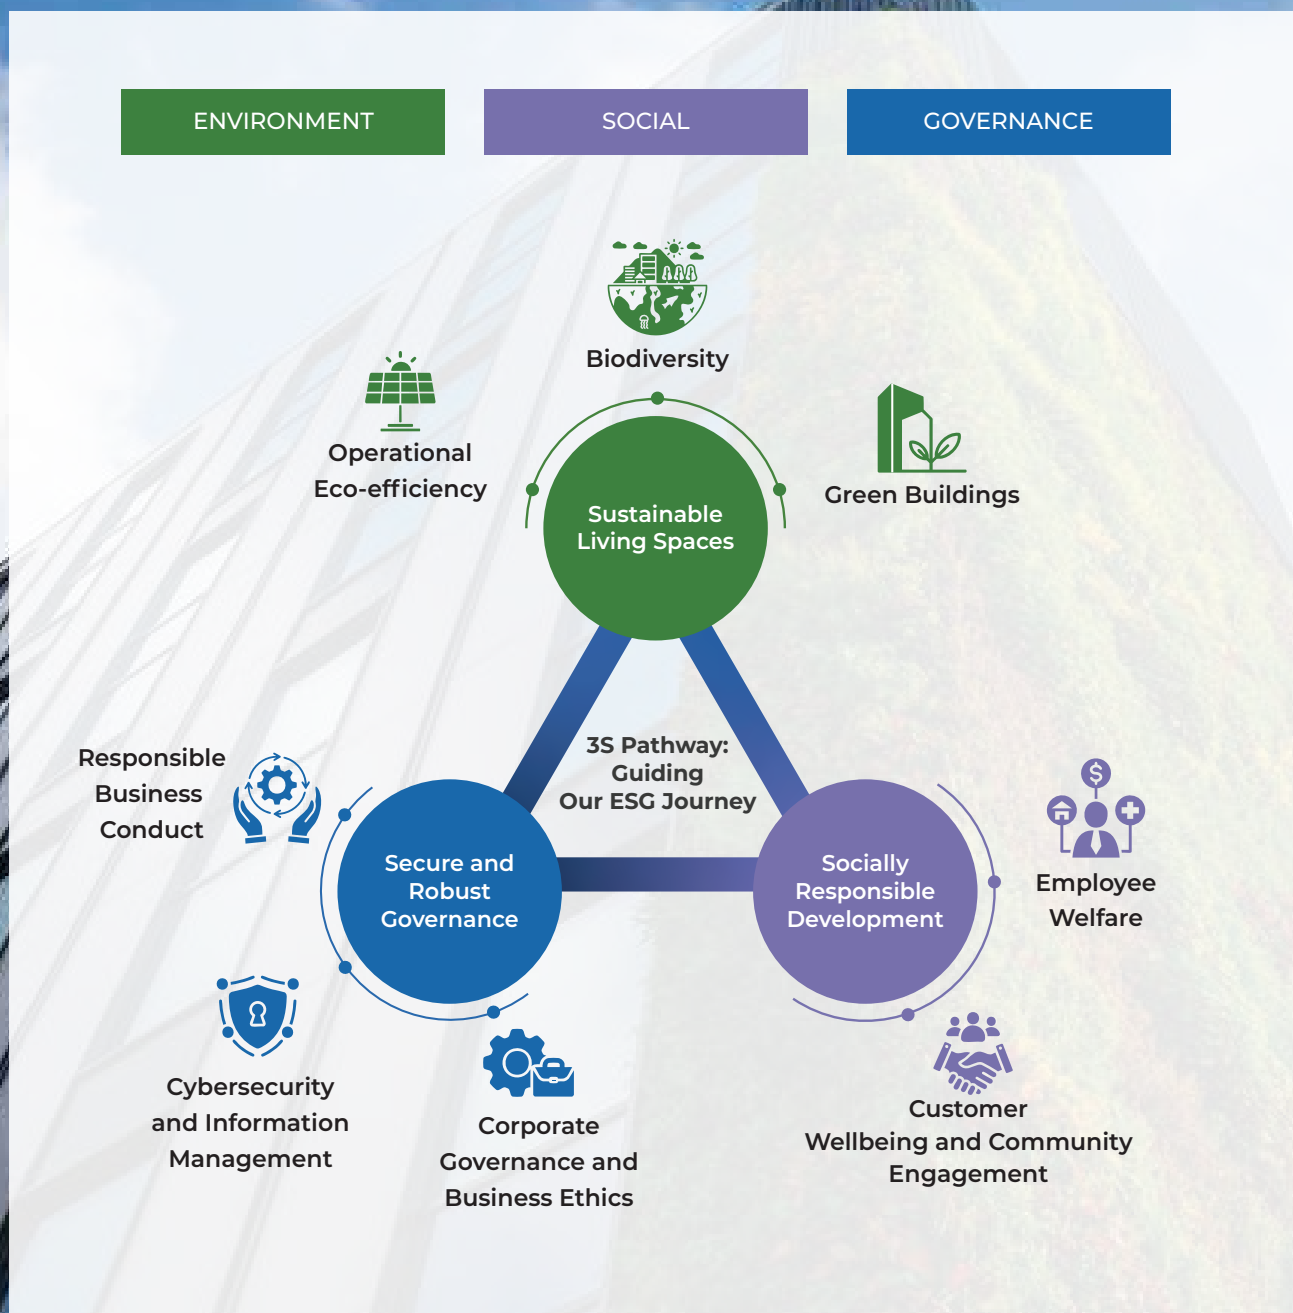 ENVIRONMENT
SOCIAL
GOVERNANCE
Biodiversity
Operational
Eco-efficiency
Green Buildings
Sustainable
Living Spaces
3S Pathway:
Guiding
Our ESG Journey
Responsible
Business
Conduct
Secure and
Robust
Governance
Socially
Responsible
Development
Employee
Welfare
Cybersecurity
and Information
Management
Corporate
Governance and
Business Ethics
Customer
Wellbeing and Community
Engagement
$